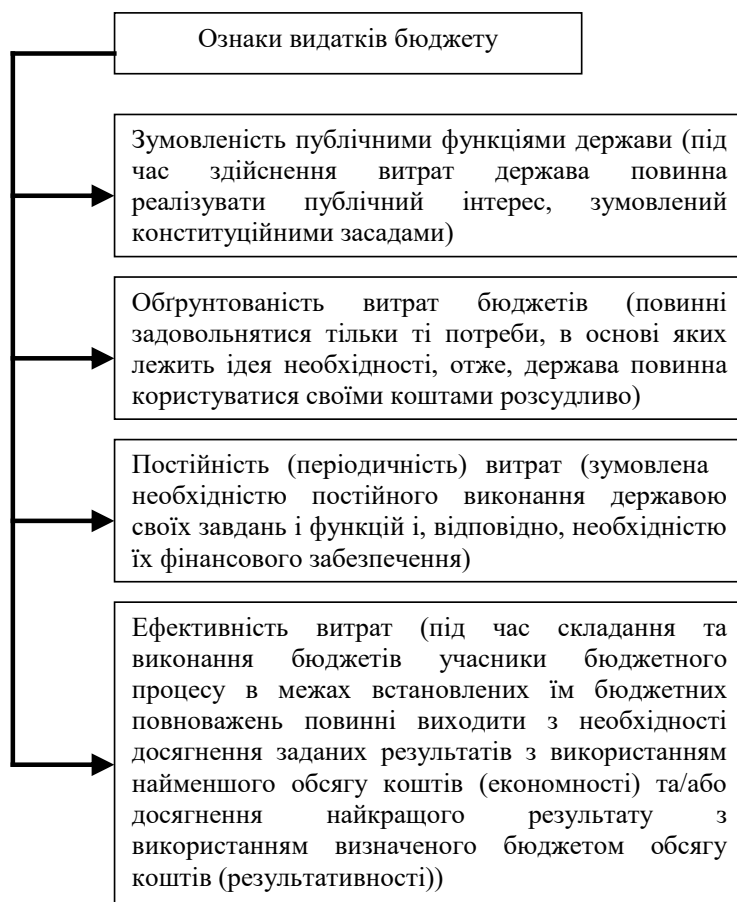 Ознаки видатків бюджету
Зумовленість публічними функціями держави (під
час здійснення витрат держава повинна
реалізувати публічний інтерес, зумовлений
конституційними засадами)
Обґрунтованість витрат бюджетів (повинні
задовольнятися тільки ті потреби, в основі яких
лежить ідея необхідності, отже, держава повинна
користуватися своїми коштами розсудливо)
Постійність (періодичність) витрат (зумовлена
необхідністю постійного виконання державою
своїх завдань і функцій і, відповідно, необхідністю
їх фінансового забезпечення)
Ефективність витрат (під час складання та
виконання бюджетів учасники бюджетного
процесу в межах встановлених їм бюджетних
повноважень повинні виходити з необхідності
досягнення заданих результатів з використанням
найменшого обсягу коштів (економності) та/або
досягнення найкращого результату з
використанням визначеного бюджетом обсягу
коштів (результативності))